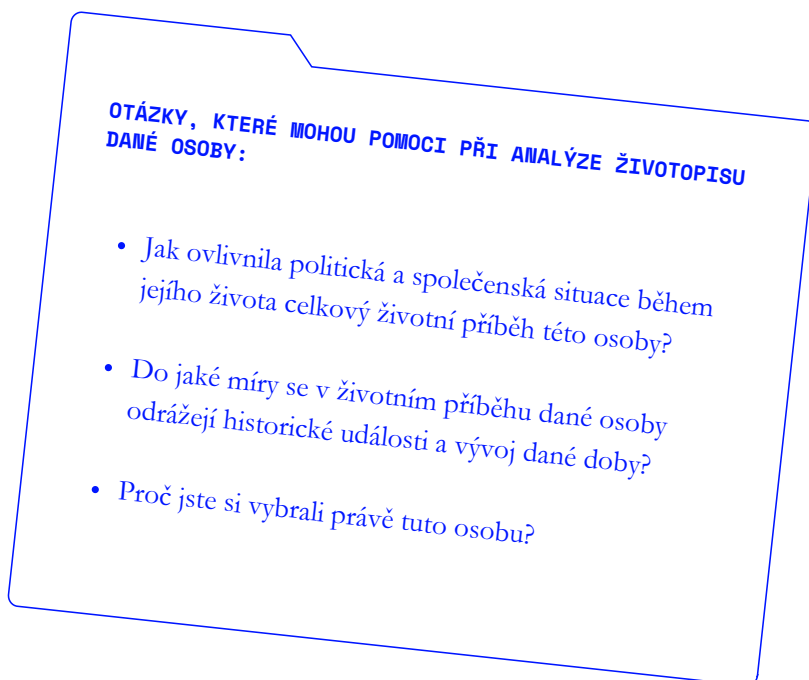 OTÁZKY, KTERÉ MOHOU POMOCI PŘI ANALÝZE ŽIVOTOPISU
DANÉ OSOBY:
• Jak ovlivnila politická a společenská situace během
jejího života celkový životní příběh této osoby?
• Do jaké míry se v životním příběhu dané osoby
odrážejí historické události a vývoj dané doby?
• Proč jste si vybrali právě tuto osobu?